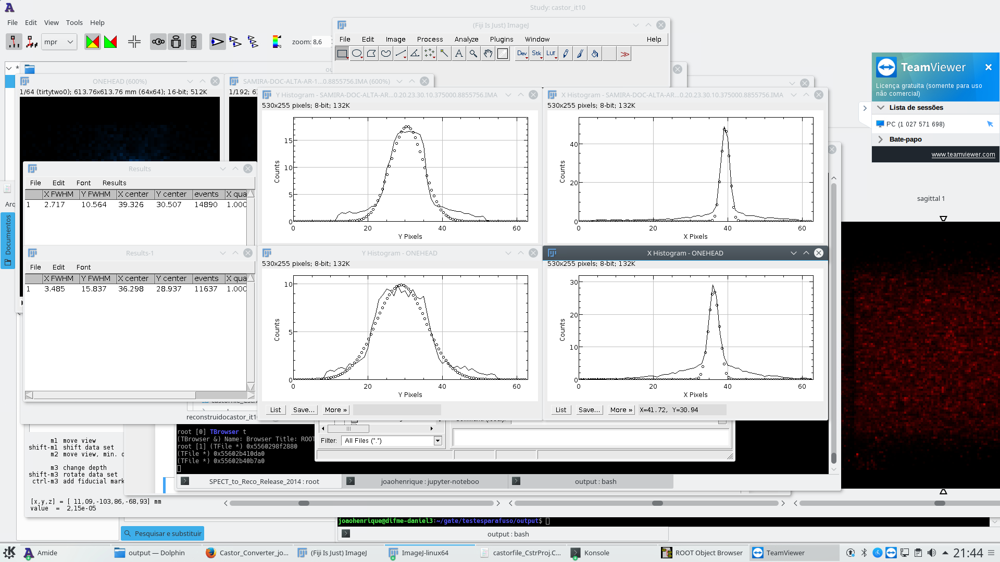 Study: castor_it10
File Edit View Tools Help
mpr
zoom: 8,6
(Fiji Is Just) ImageJ
File Edit Image Process Analyze Plugins Window Help
Dev Stk Lut
TeamViewer
Licença gratuita (somente para uso
não comercial)
Lista de sessões
PC (1 027 571 698)
Bate-papo
www.teamviewer.com
ONEHEAD (600%)
1/64 (tirtytwo0); 613.76x613.76 mm (64x64); 16-bit; 512K
SAMIRA-DOC-ALTA-AR-1...0.8855756.IMA (600%)
1/192; 6
Y Histogram - SAMIRA-DOC-ALTA-AR...0.20.23.30.10.375000.8855756.IMA
530x255 pixels; 8-bit; 132K
15
10
5
0
0 20 40 60
Counts
Y Pixels
X Histogram - SAMIRA-DOC-ALTA-AR...0.20.23.30.10.375000.8855756.IMA
530x255 pixels; 8-bit; 132K
40
20
0
0 20 40 60
Counts
X Pixels
Results
File Edit Font Results
X FWHM Y FWHM X center Y center events X qua
1 2.717 10.564 39.326 30.507 14890 1.000
Results-1
File Edit Font
X FWHM Y FWHM X center Y center events X qua
1 3.485 15.837 36.298 28.937 11637 1.000
Y Histogram - ONEHEAD
530x255 pixels; 8-bit; 132K
10
5
0
0 20 40 60
Counts
Y Pixels
List Save... More »
X Histogram - ONEHEAD
530x255 pixels; 8-bit; 132K
30
20
10
0
0 20 40 60
Counts
X Pixels
List Save... More » X=41.72, Y=30.94
sagittal 1
Arq
Documentos
reconstruidocastor_it1
root [0] TBrowser t
(TBrowser &) Name: Browser Title: ROOT
root [1] (TFile *) 0x5560298f2880
(TFile *) 0x55602b410da0
(TFile *) 0x55602b40b7a0
Filter: All Files (*.*)
m1 move view
shift-m1 shift data set
m2 move view, min.
m3 change depth
shift-m3 rotate data set
ctrl-m3 add fiducial mark
[x,y,z] = [ 11,09,-103,86,-68,93] mm
value = 2,15e-05
SPECT_to_Reco_Release_2014 : root
joaohenrique : jupyter-noteboo
output : bash
joaohenrique@difme-daniel3:~/gate/testesparafuso/output$
Pesquisar e substituir
output : bash
Amide
output — Dolphin
Castor_Converter_jo...
(Fiji Is Just) ImageJ
ImageJ-linux64
castorfile_CstrProj.C...
Konsole
ROOT Object Browser
TeamViewer
21:44